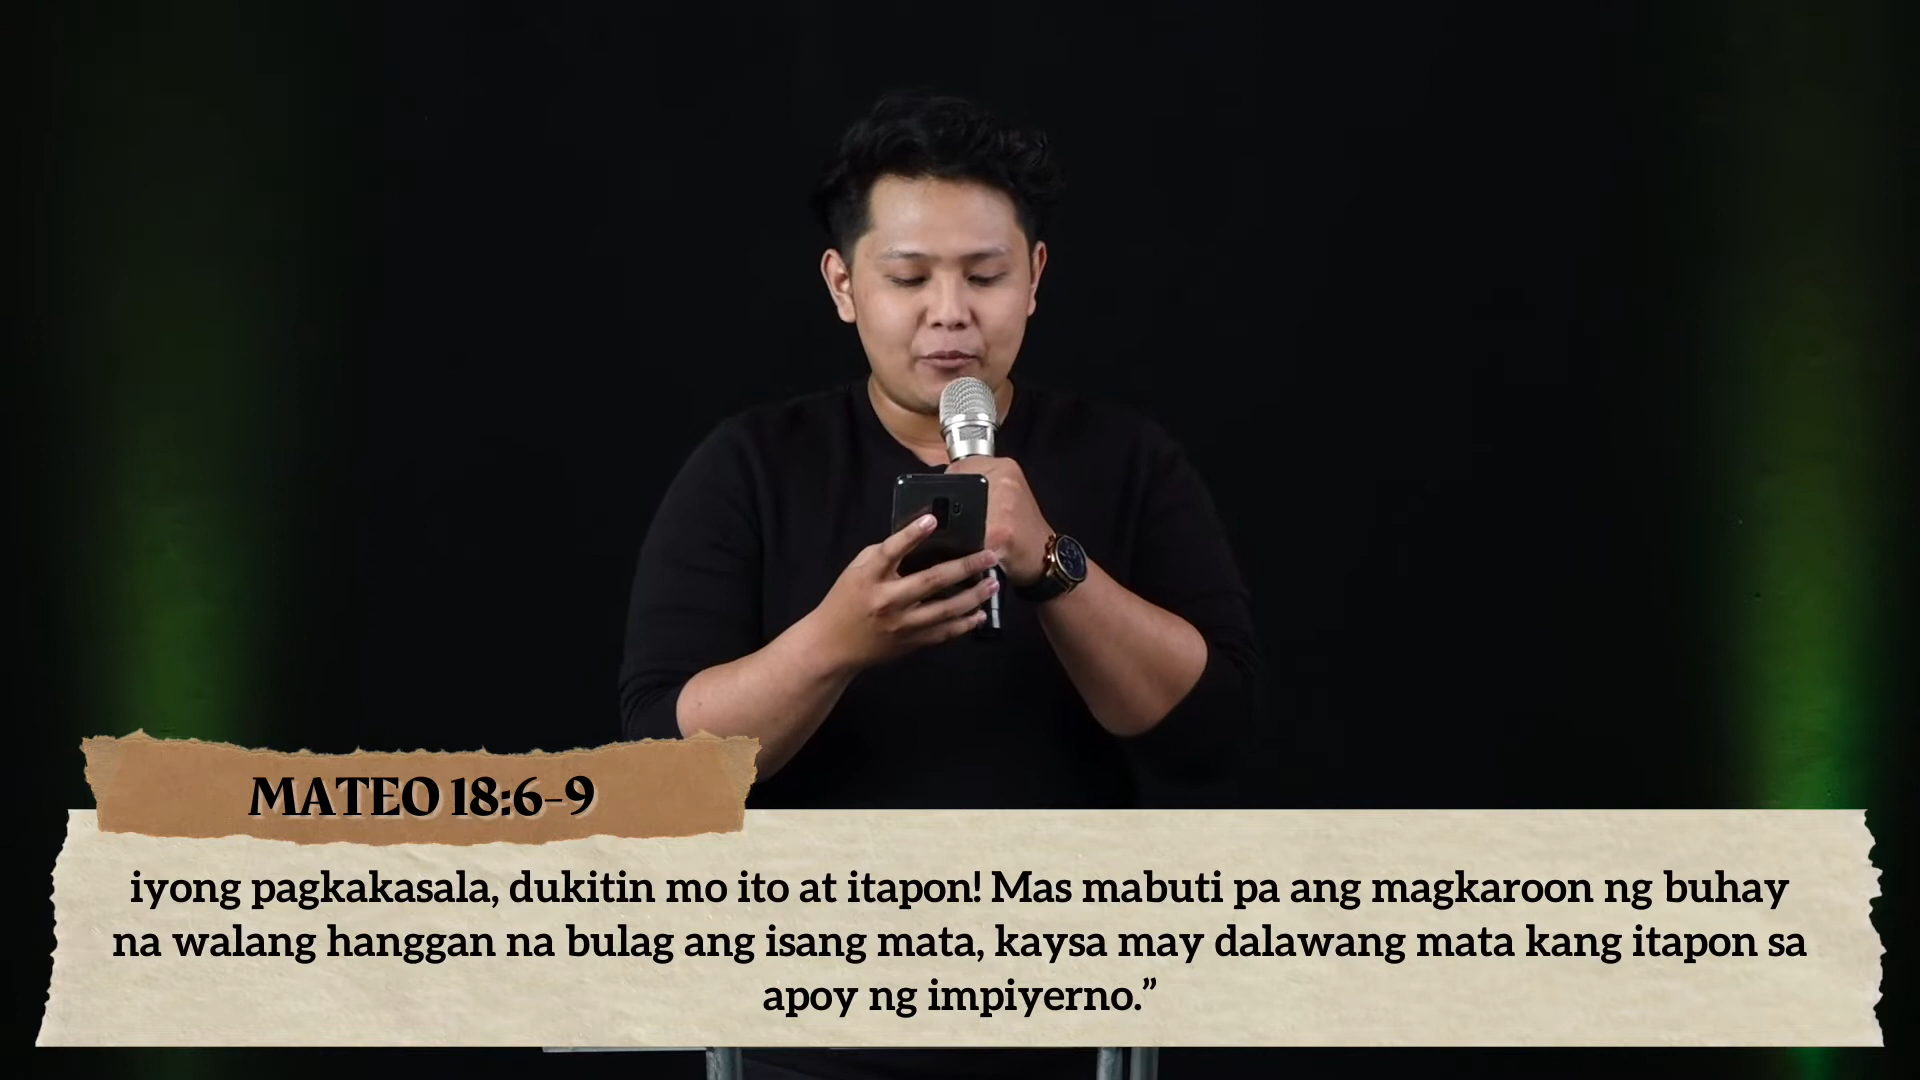 MATEO 18:6-9
iyong pagkakasala, dukitin mo ito at itapon! Mas mabuti pa ang magkaroon ng buhay
na walang hanggan na bulag ang isang mata, kaysa may dalawang mata kang itapon sa
apoy ng impiyerno.”